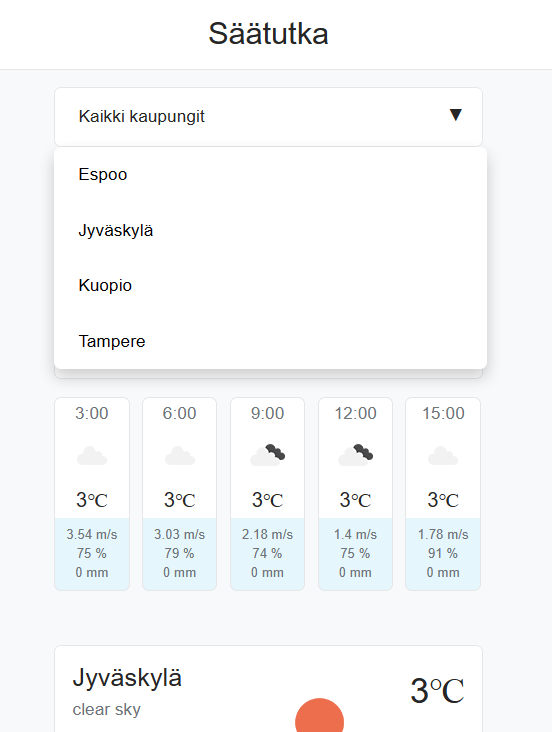 Säätutka
Kaikki kaupungit ▼
Espoo
Jyväskylä
Kuopio
Tampere
3:00 6:00 9:00 12:00 15:00
3°C 3°C 3°C 3°C 3°C
3.54 m/s 3.03 m/s 2.18 m/s 1.4 m/s 1.78 m/s
75 % 79 % 74 % 75 % 91 %
0 mm 0 mm 0 mm 0 mm 0 mm
Jyväskylä 3°C
clear sky